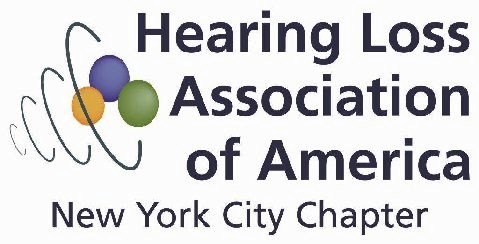 Hearing Loss
Association
of America
New York City Chapter